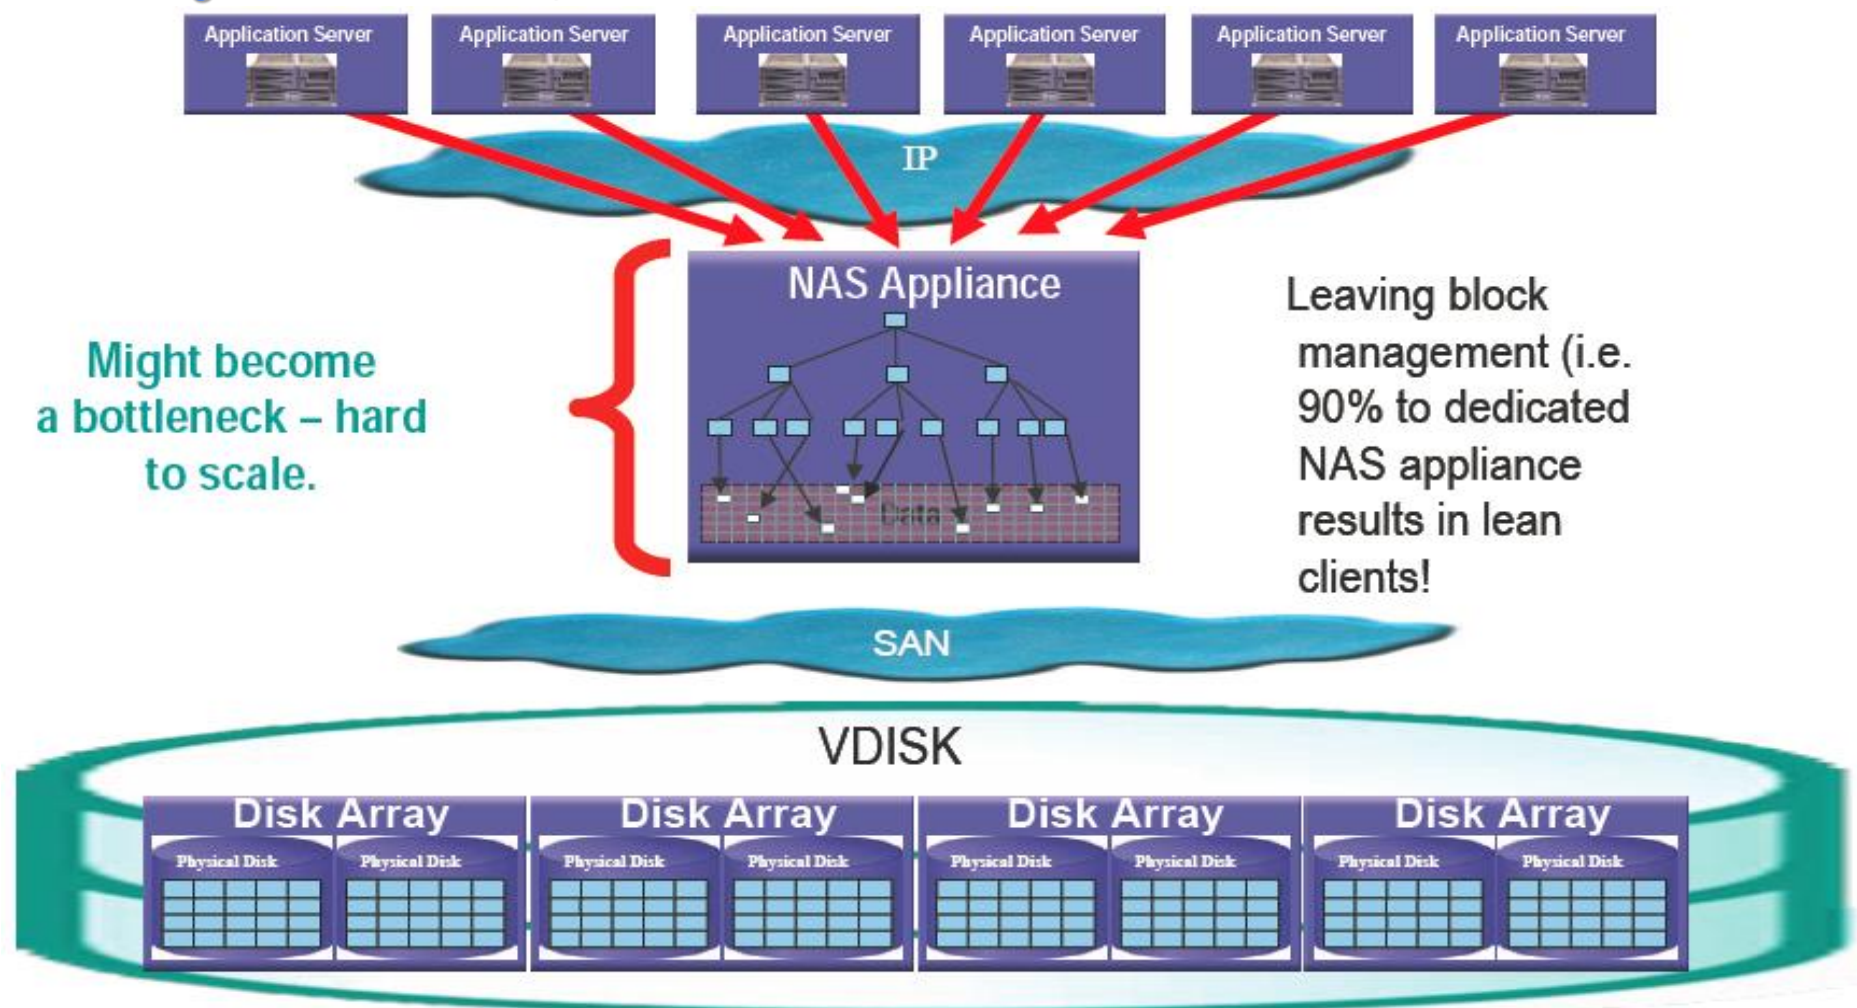 Application Server
Application Server
Application Server
Application Server
Application Server
Application Server
IP
NAS Appliance
Data
Might become
a bottleneck – hard
to scale.
Leaving block
management (i.e.
90% to dedicated
NAS appliance
results in lean
clients!
SAN
VDISK
Disk Array
Disk Array
Disk Array
Disk Array
Physical Disk
Physical Disk
Physical Disk
Physical Disk
Physical Disk
Physical Disk
Physical Disk
Physical Disk